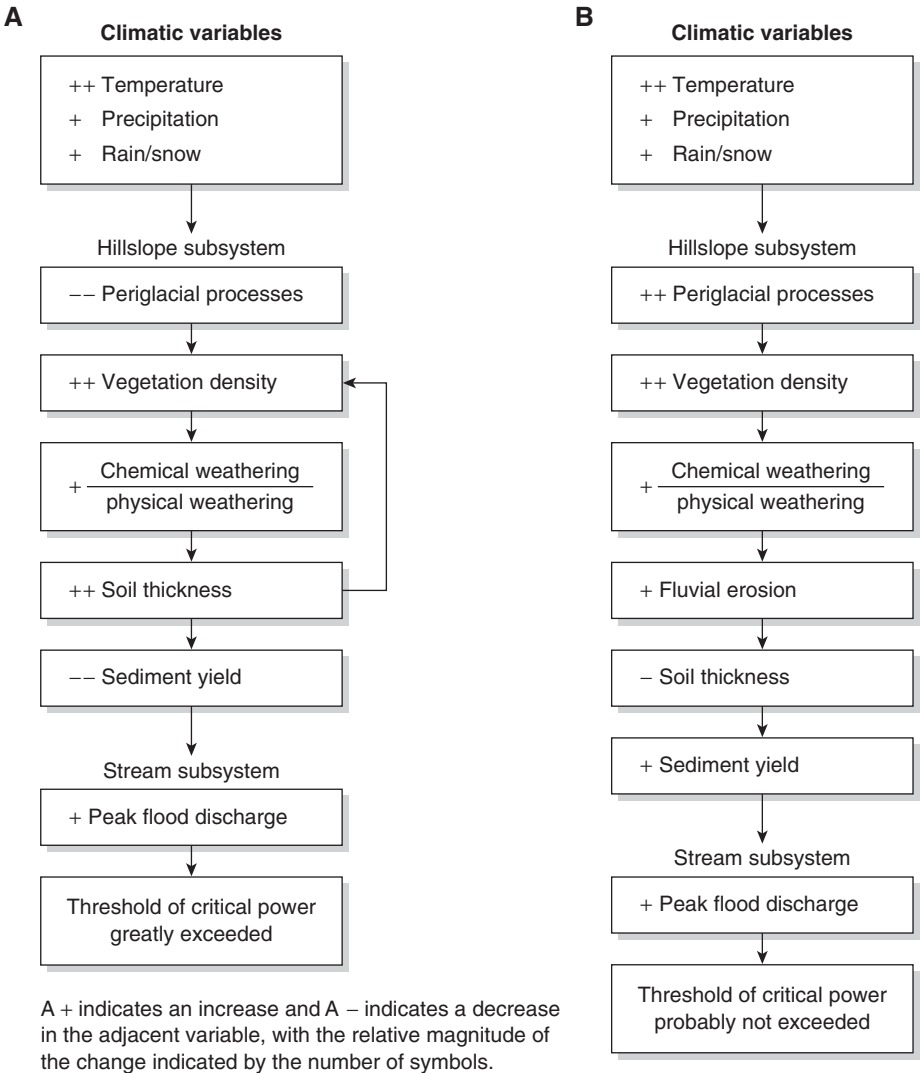 A
Climatic variables
++ Temperature
+ Precipitation
+ Rain/snow
Hillslope subsystem
−− Periglacial processes
++ Vegetation density
+ Chemical weathering
physical weathering
++ Soil thickness
−− Sediment yield
Stream subsystem
+ Peak flood discharge
Threshold of critical power
greatly exceeded
A + indicates an increase and A − indicates a decrease
in the adjacent variable, with the relative magnitude of
the change indicated by the number of symbols.
B
Climatic variables
++ Temperature
+ Precipitation
+ Rain/snow
Hillslope subsystem
++ Periglacial processes
++ Vegetation density
+ Chemical weathering
physical weathering
+ Fluvial erosion
− Soil thickness
+ Sediment yield
Stream subsystem
+ Peak flood discharge
Threshold of critical power
probably not exceeded